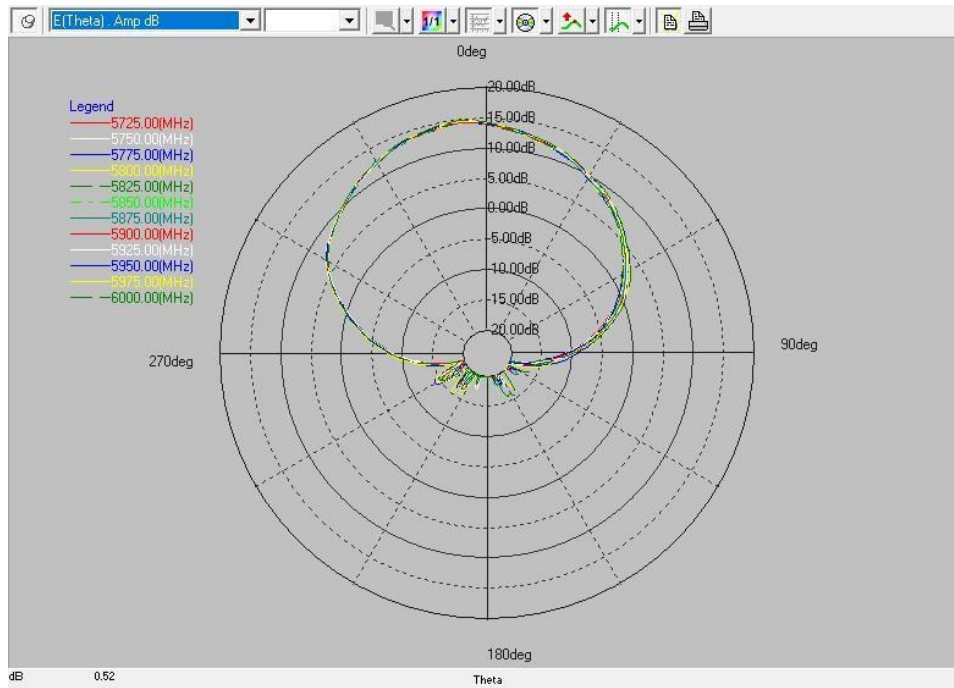 E(Theta) . Amp dB
1/1
0deg
Legend
5725.00(MHz)
5750.00(MHz)
5775.00(MHz)
5800.00(MHz)
5825.00(MHz)
5850.00(MHz)
5875.00(MHz)
5900.00(MHz)
5925.00(MHz)
5950.00(MHz)
5975.00(MHz)
6000.00(MHz)
20.00dB
15.00dB
10.00dB
5.00dB
0.00dB
-5.00dB
-10.00dB
-15.00dB
-20.00dB
270deg
90deg
180deg
dB 0.52 Theta